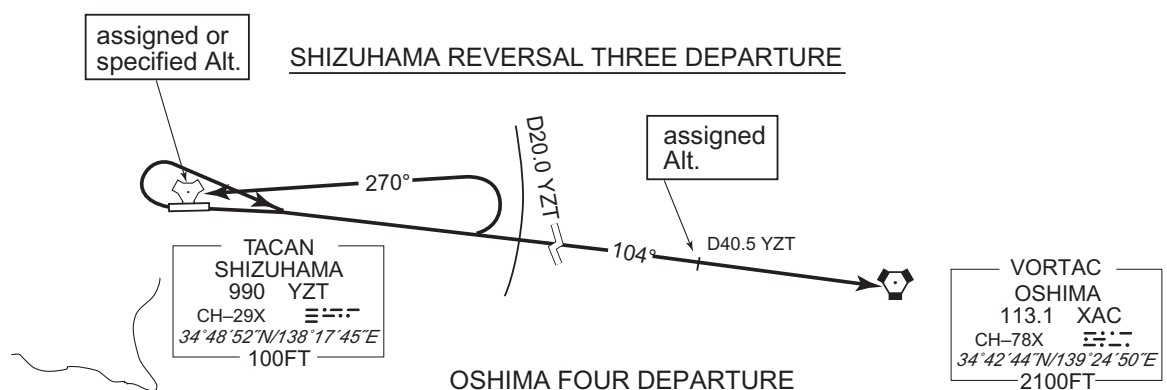 assigned or
specified Alt.
SHIZUHAMA REVERSAL THREE DEPARTURE
D20.0 YZT
assigned
Alt.
270°
104°
D40.5 YZT
TACAN
SHIZUHAMA
990 YZT
CH–29X
34°48´52˝N/138°17´45˝E
100FT
VORTAC
OSHIMA
113.1 XAC
CH–78X
34°42´44˝N/139°24´50˝E
2100FT
OSHIMA FOUR DEPARTURE